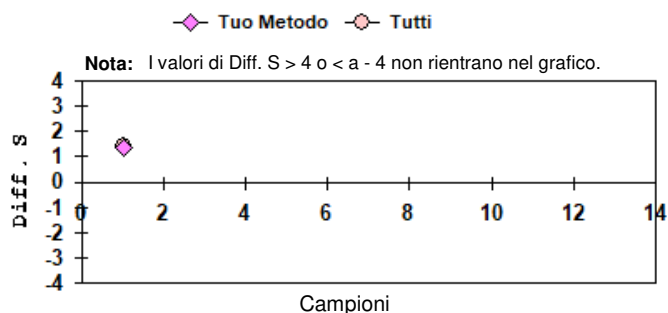 Tuo Metodo Tutti
Nota: I valori di Diff. S > 4 o < a - 4 non rientrano nel grafico.
4
3
2
1
0
-1
-2
-3
-4
Diff. S
0 2 4 6 8 10 12 14
Campioni